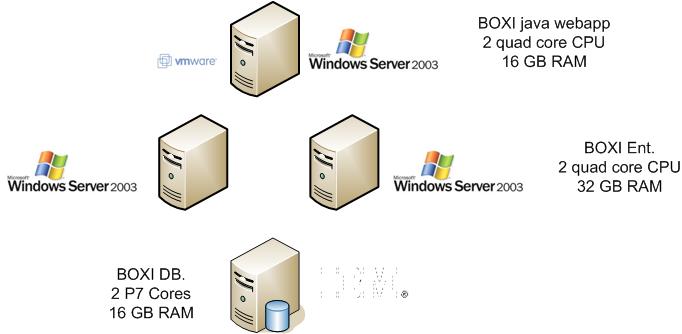 BOXI java webapp
2 quad core CPU
16 GB RAM
vmware
Microsoft
Windows Server 2003
BOXI Ent.
2 quad core CPU
32 GB RAM
Microsoft
Windows Server 2003
Microsoft
Windows Server 2003
BOXI DB.
2 P7 Cores
16 GB RAM
IBM®